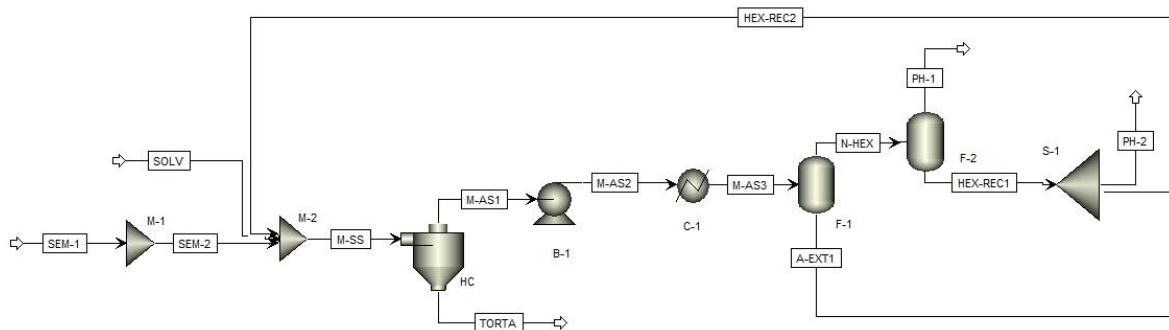 HEX-REC2
PH-1
SOLV
N-HEX
F-2
S-1
PH-2
M-AS2
M-AS3
HEX-REC1
M-AS1
M-1
M-2
C-1
F-1
SEM-1
SEM-2
M-SS
B-1
A-EXT1
HC
TORTA